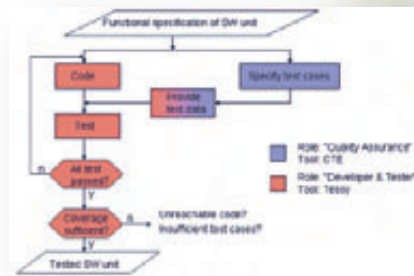 Functional specification of SW unit
Code
Specify test cases
Provide
test data
Test
All test
passed?
n
y
Coverage
sufficient?
n
y
Unreachable code?
Insufficient test cases?
Tested SW unit
Role: "Quality Assurance"
Tool: CTE
Role: "Developer & Tester"
Tool: Tessy